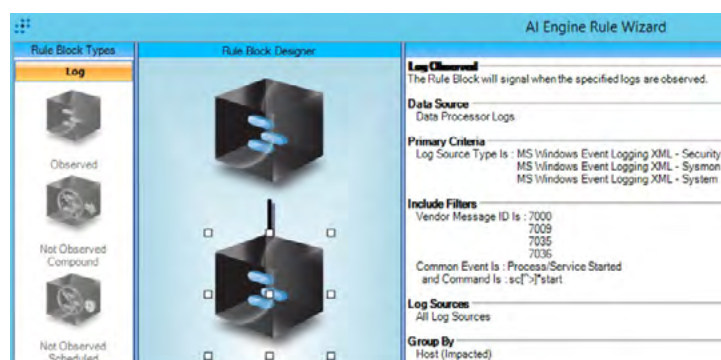 AI Engine Rule Wizard
Rule Block Types
Log
Observed
Not Observed
Compound
Not Observed
Scheduled
Rule Block Designer
Log Observed
The Rule Block will signal when the specified logs are observed.
Data Source
Data Processor Logs
Primary Criteria
Log Source Type Is : MS Windows Event Logging XML - Security
MS Windows Event Logging XML - Sysmon
MS Windows Event Logging XML - System
Include Filters
Vendor Message ID Is : 7000
7009
7035
7036
Common Event Is : Process/Service Started
and Command Is : sc[^>]*start
Log Sources
All Log Sources
Group By
Host (Impacted)